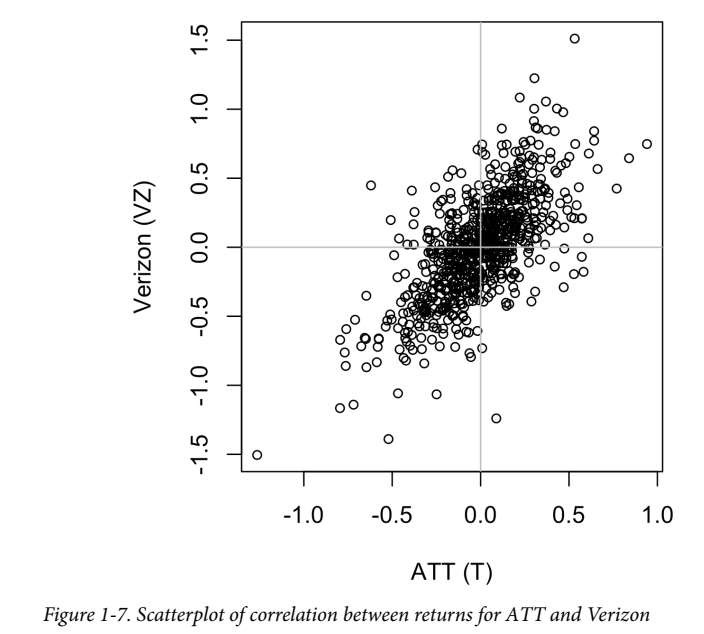 1.5
1.0
0.5
0.0
-0.5
-1.0
-1.5
Verizon (VZ)
-1.0 -0.5 0.0 0.5 1.0
ATT (T)
Figure 1-7. Scatterplot of correlation between returns for ATT and Verizon